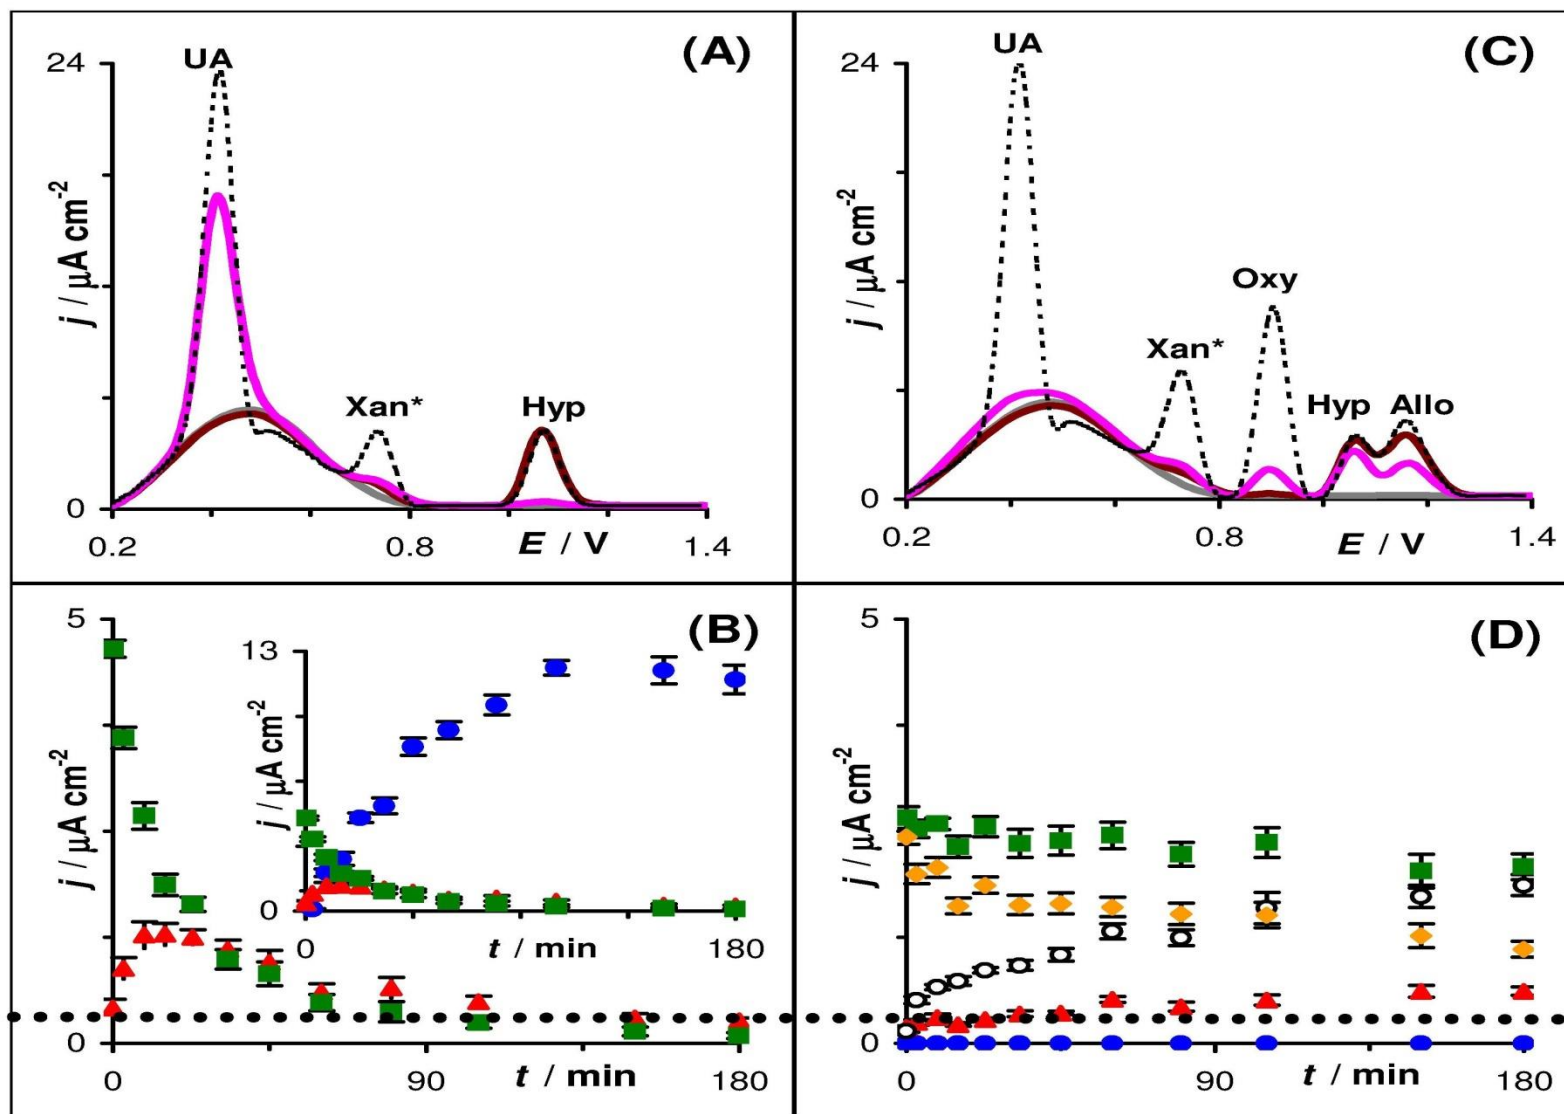 (A)
24
UA
j / μA cm-2
Xan*
Hyp
0
0.2
0.8
E / V
1.4
(C)
24
UA
j / μA cm-2
Oxy
Xan*
Hyp
Allo
0
0.2
0.8
E / V
1.4
(B)
5
j / μA cm-2
0
0
90
t / min
180
13
j / μA cm-2
0
0
t / min
180
(D)
5
j / μA cm-2
0
0
90
t / min
180